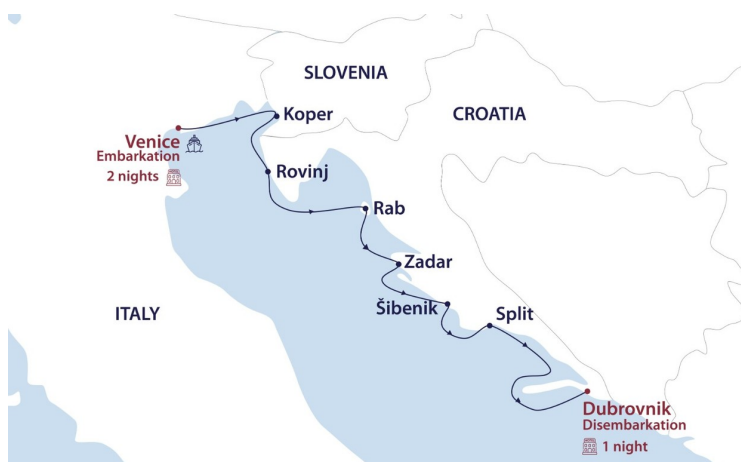 SLOVENIA
Koper
CROATIA
Venice
Embarkation
2 nights
Rovinj
Rab
Zadar
ITALY
Šibenik
Split
Dubrovnik
Disembarkation
1 night